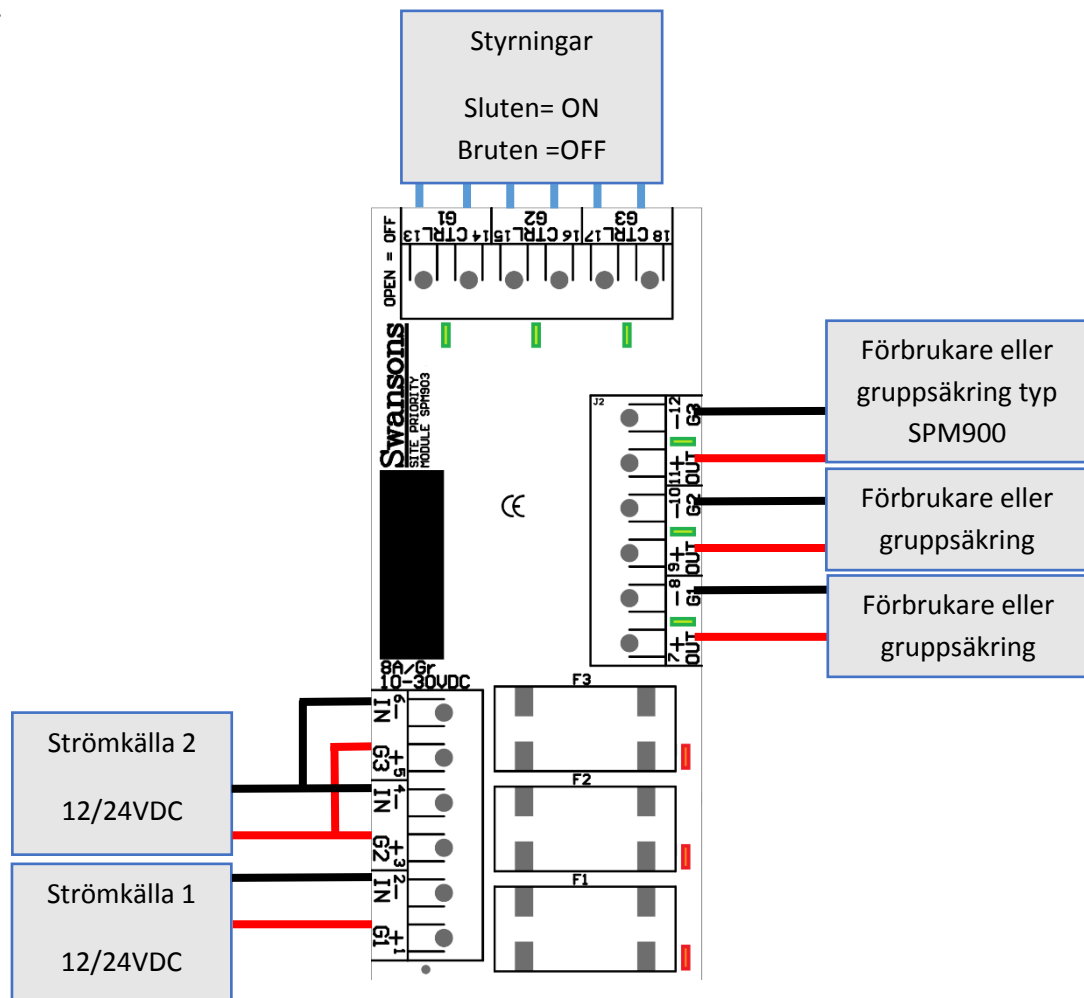 Styrningar
Sluten= ON
Bruten =OFF
OPEN = OFF
G1
G2
G3
CTRL13
CTRL 14
CTRL15
CTRL 16
CTRL17
CTRL 18
Swansons
SITE PRIORITY
MODULE SPM903
CE
J2
12 -
G3
11 +
OUT
10 -
G2
9 +
OUT
8 -
G1
7 +
OUT
Förbrukare eller
gruppsäkring typ
SPM900
Förbrukare eller
gruppsäkring
Förbrukare eller
gruppsäkring
8A/Gr
10-30VDC
6 -
IN
+ 5
G3
4 -
IN
+ 3
G2
2 -
IN
+ 1
G1
F3
F2
F1
Strömkälla 2
12/24VDC
Strömkälla 1
12/24VDC